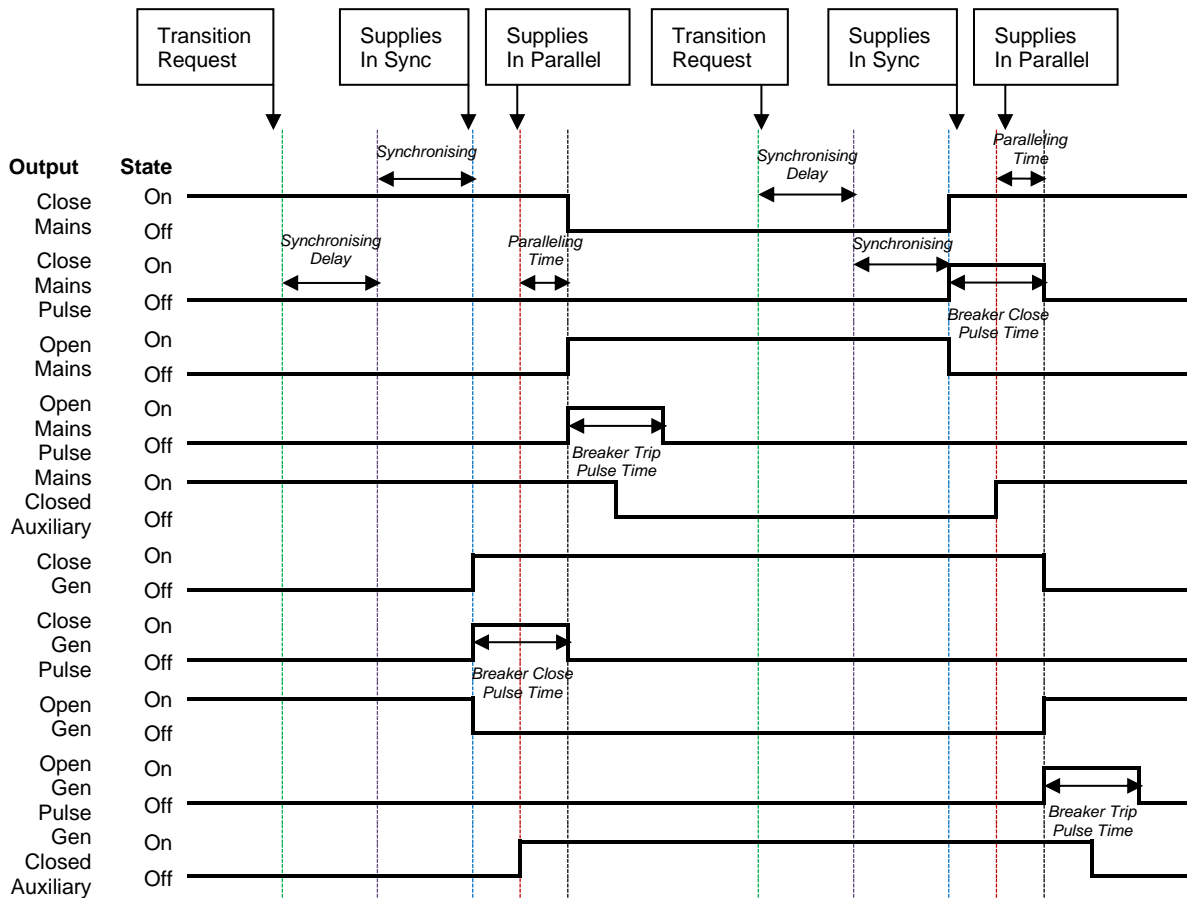 Transition
Request
Supplies
In Sync
Supplies
In Parallel
Transition
Request
Supplies
In Sync
Supplies
In Parallel
Output
State
Synchronising
Synchronising
Delay
Paralleling
Time
Close
Mains
On
Off
Synchronising
Delay
Paralleling
Time
Synchronising
Close
Mains
Pulse
On
Off
Breaker Close
Pulse Time
Open
Mains
On
Off
Open
Mains
Pulse
On
Off
Breaker Trip
Pulse Time
Mains
Closed
Auxiliary
On
Off
Close
Gen
On
Off
Close
Gen
Pulse
On
Off
Breaker Close
Pulse Time
Open
Gen
On
Off
Open
Gen
Pulse
On
Off
Breaker Trip
Pulse Time
Gen
Closed
Auxiliary
On
Off